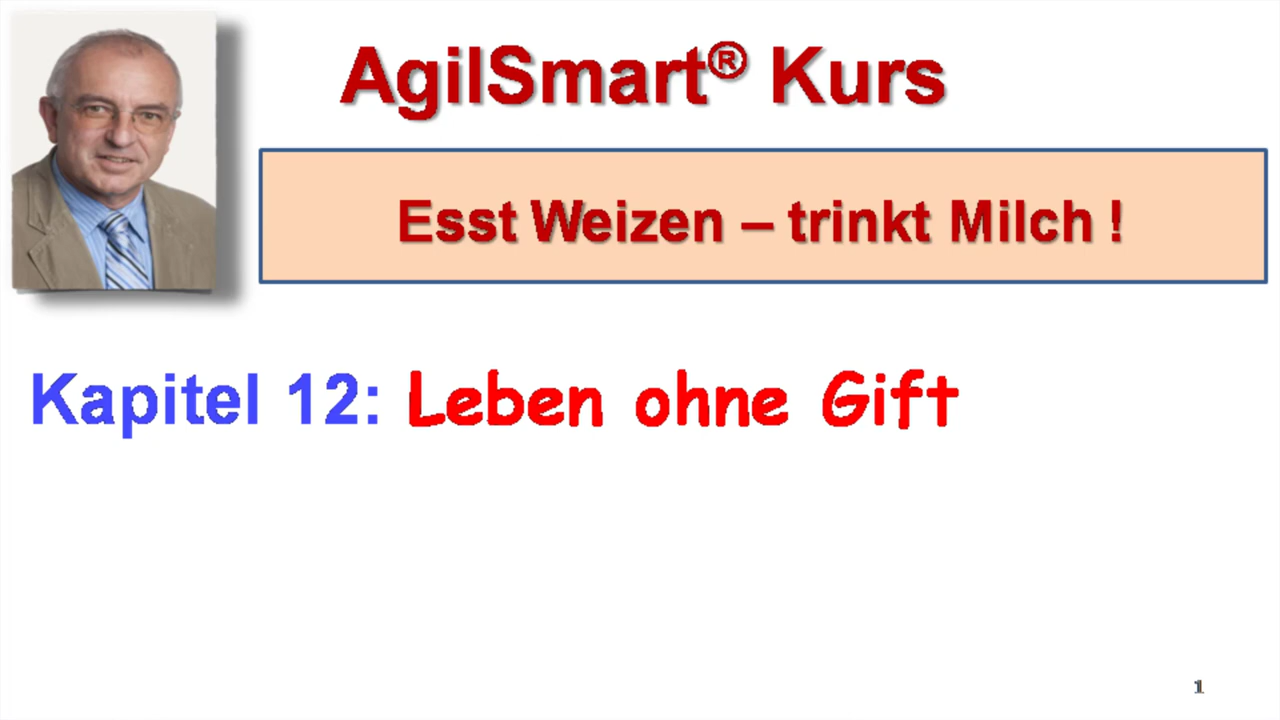 AgilSmart® Kurs
Esst Weizen – trinkt Milch !
Kapitel 12: Leben ohne Gift
1